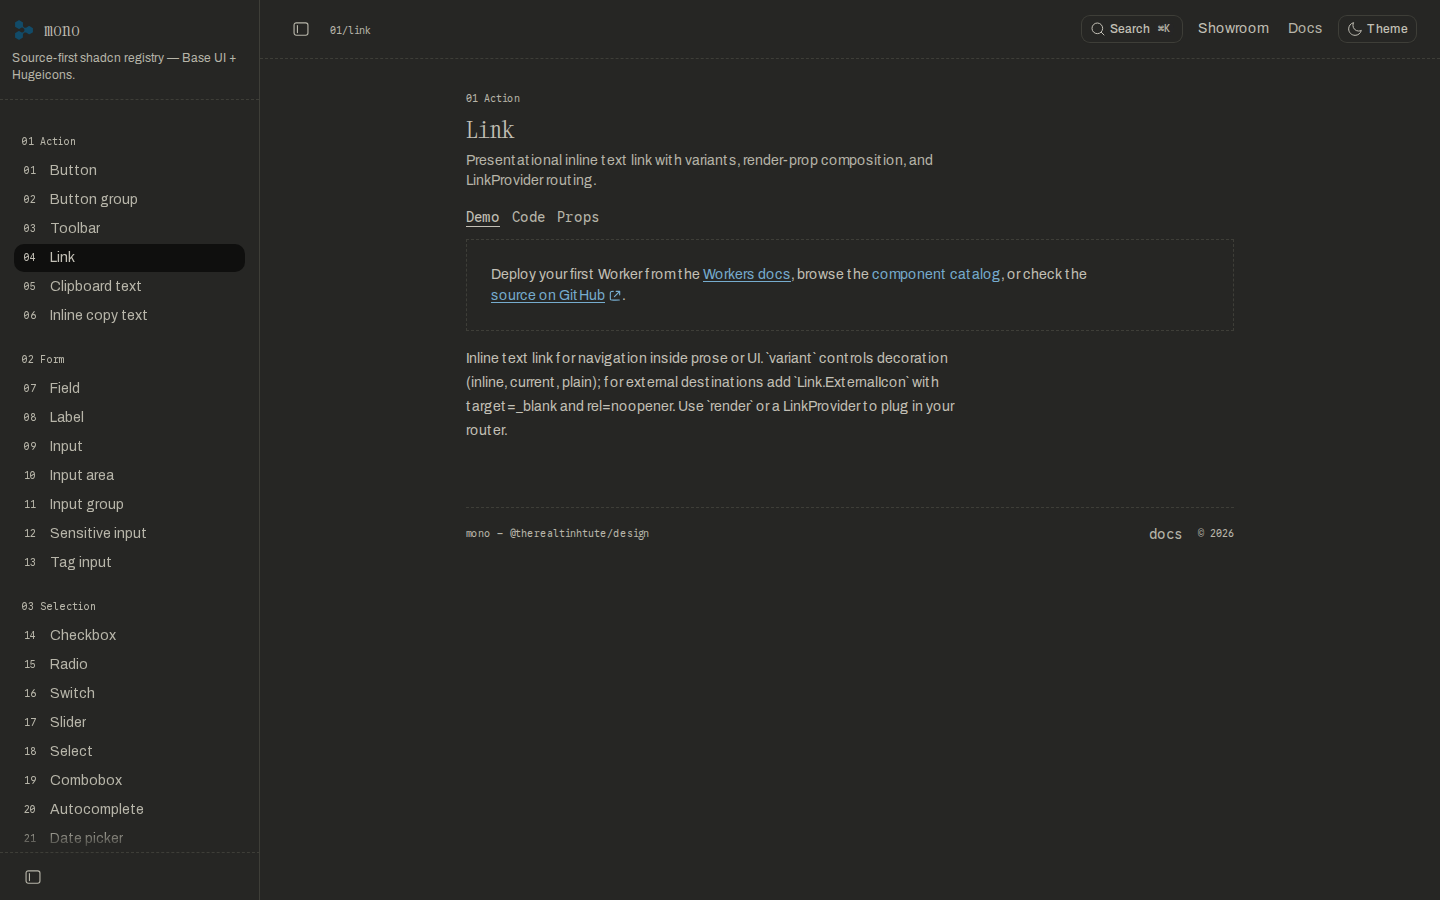 mono
Source-first shadcn registry — Base UI +
Hugeicons.
01 Action
01 Button
02 Button group
03 Toolbar
04 Link
05 Clipboard text
06 Inline copy text
02 Form
07 Field
08 Label
09 Input
10 Input area
11 Input group
12 Sensitive input
13 Tag input
03 Selection
14 Checkbox
15 Radio
16 Switch
17 Slider
18 Select
19 Combobox
20 Autocomplete
21 Date picker
01/link
Search ⌘K
Showroom
Docs
Theme
01 Action
Link
Presentational inline text link with variants, render-prop composition, and
LinkProvider routing.
Demo Code Props
Deploy your first Worker from the Workers docs, browse the component catalog, or check the
source on GitHub.
Inline text link for navigation inside prose or UI. `variant` controls decoration
(inline, current, plain); for external destinations add `Link.ExternalIcon` with
target=_blank and rel=noopener. Use `render` or a LinkProvider to plug in your
router.
mono — @therealtinhtute/design
docs © 2026